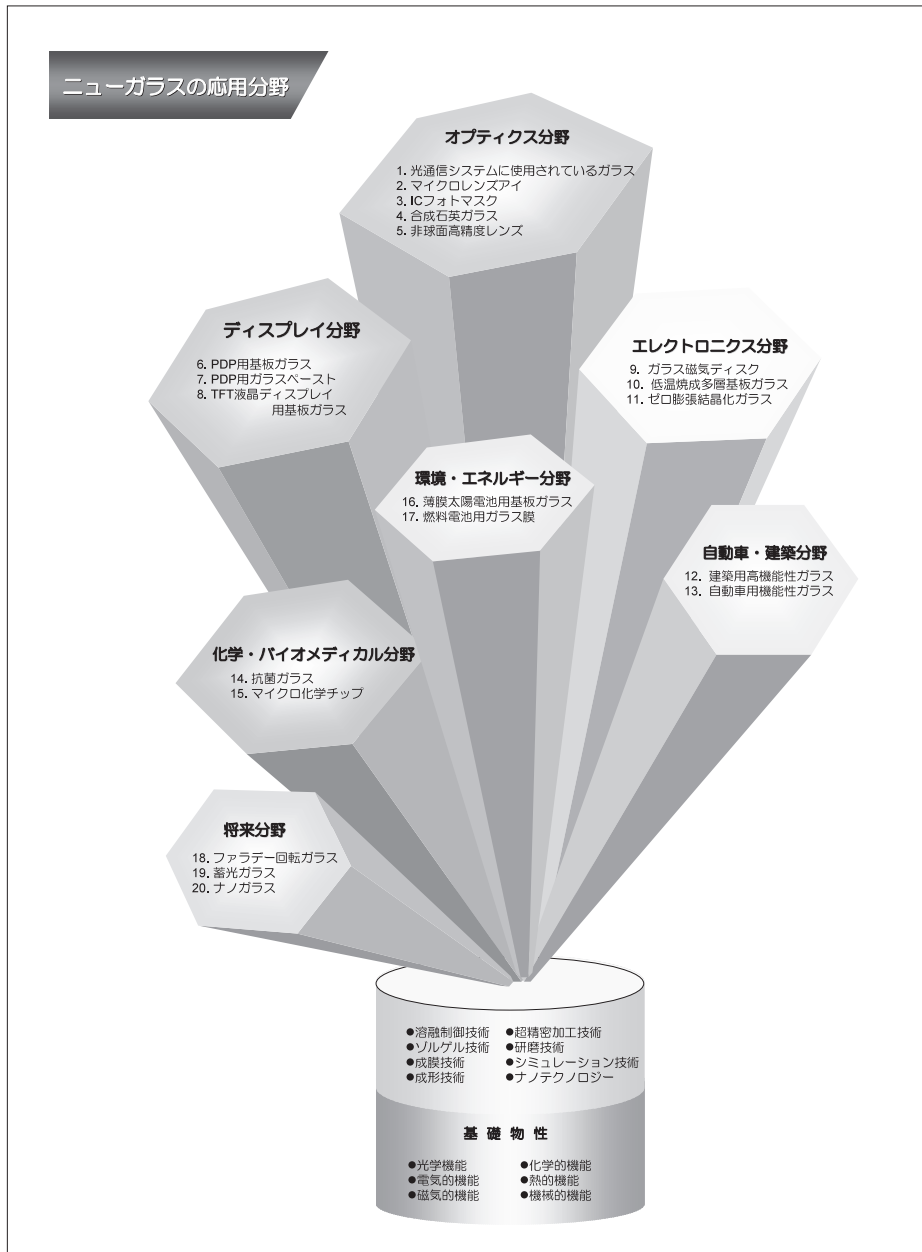 ニューガラスの応用分野
オプティクス分野
1. 光通信システムに使用されているガラス
2. マイクロレンズアイ
3. ICフォトマスク
4. 合成石英ガラス
5. 非球面高精度レンズ
ディスプレイ分野
6. PDP用基板ガラス
7. PDP用ガラスペースト
8. TFT液晶ディスプレイ
用基板ガラス
エレクトロニクス分野
9. ガラス磁気ディスク
10. 低温焼成多層基板ガラス
11. ゼロ膨張結晶化ガラス
環境・エネルギー分野
16. 薄膜太陽電池用基板ガラス
17. 燃料電池用ガラス膜
自動車・建築分野
12. 建築用高機能性ガラス
13. 自動車用機能性ガラス
化学・バイオメディカル分野
14. 抗菌ガラス
15. マイクロ化学チップ
将来分野
18. ファラデー回転ガラス
19. 蓄光ガラス
20. ナノガラス
●溶融制御技術 ●超精密加工技術
●ゾルゲル技術 ●研磨技術
●成膜技術 ●シミュレーション技術
●成形技術 ●ナノテクノロジー
基礎物性
●光学機能 ●化学的機能
●電気的機能 ●熱的機能
●磁気的機能 ●機械的機能